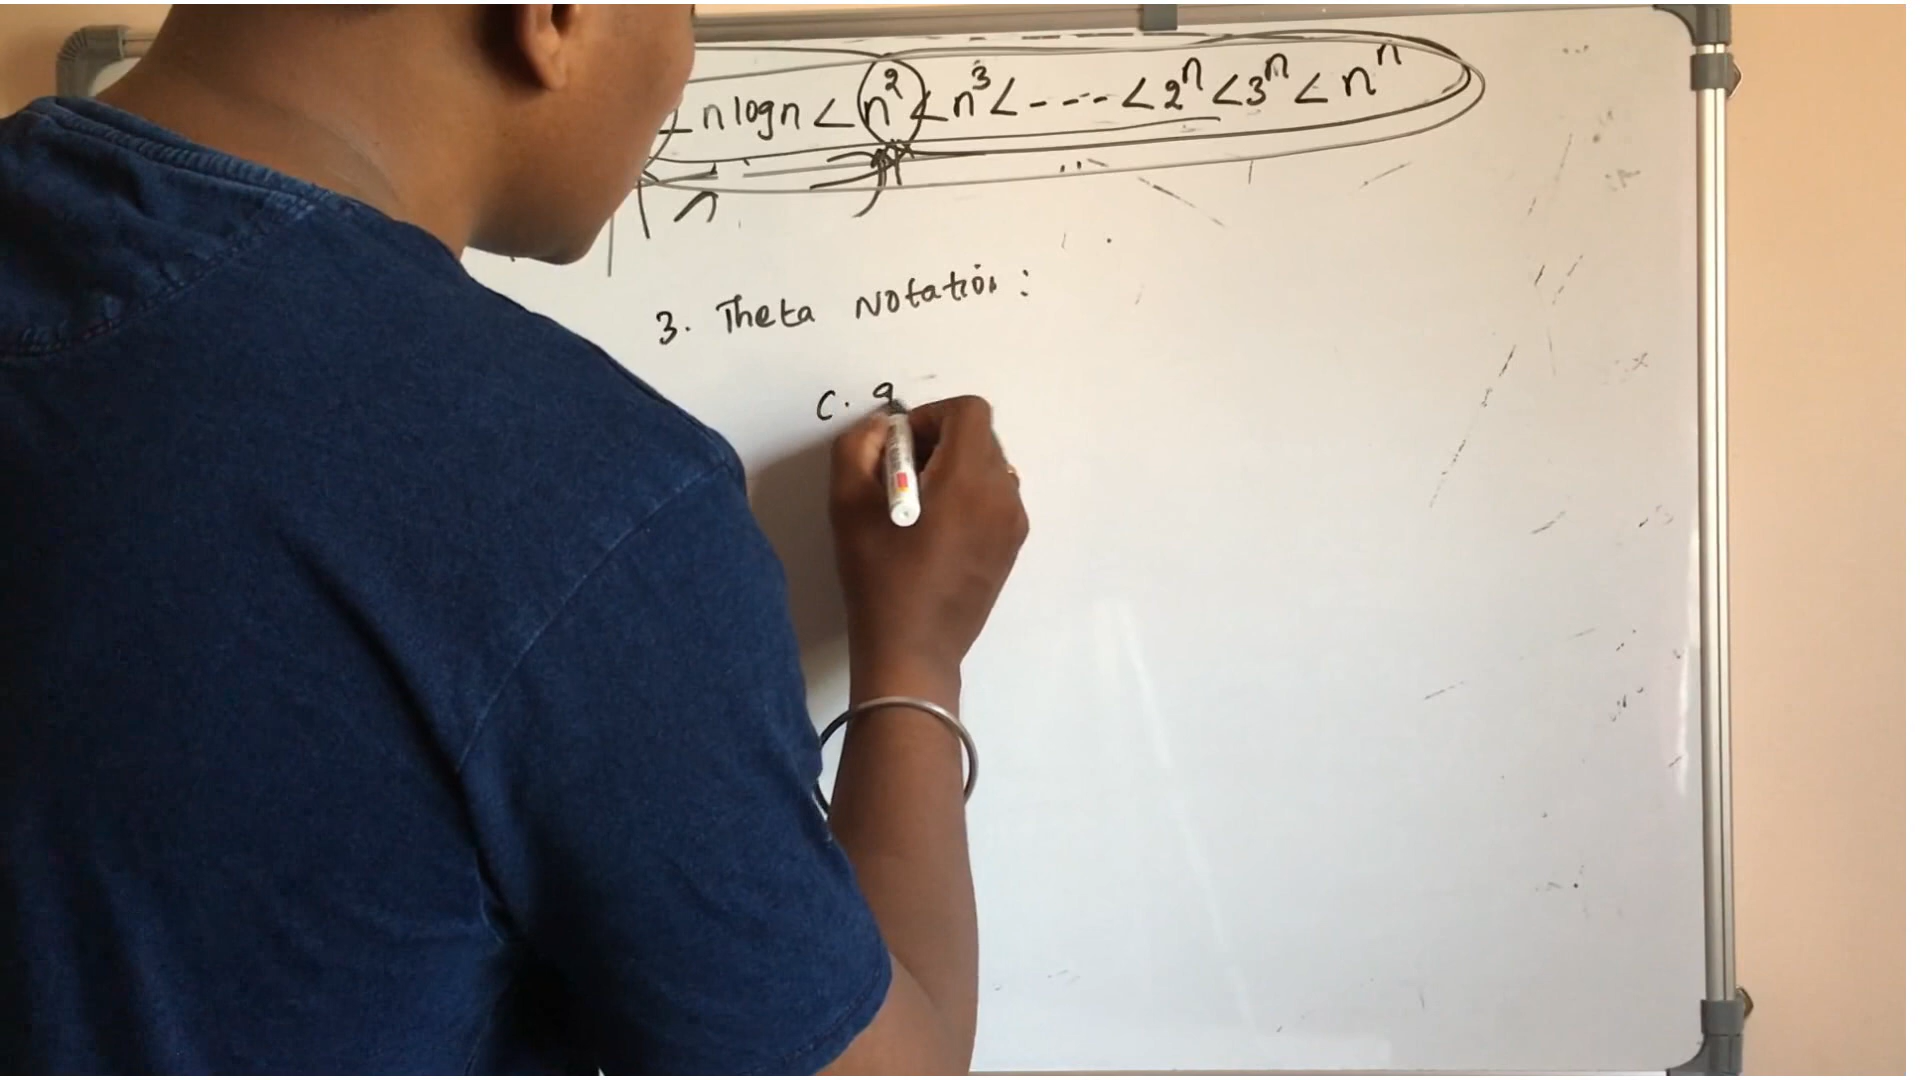 < n log n < n² < n³ < ---- < 2ⁿ < 3ⁿ < nⁿ
3. Theta Notation :
c. g